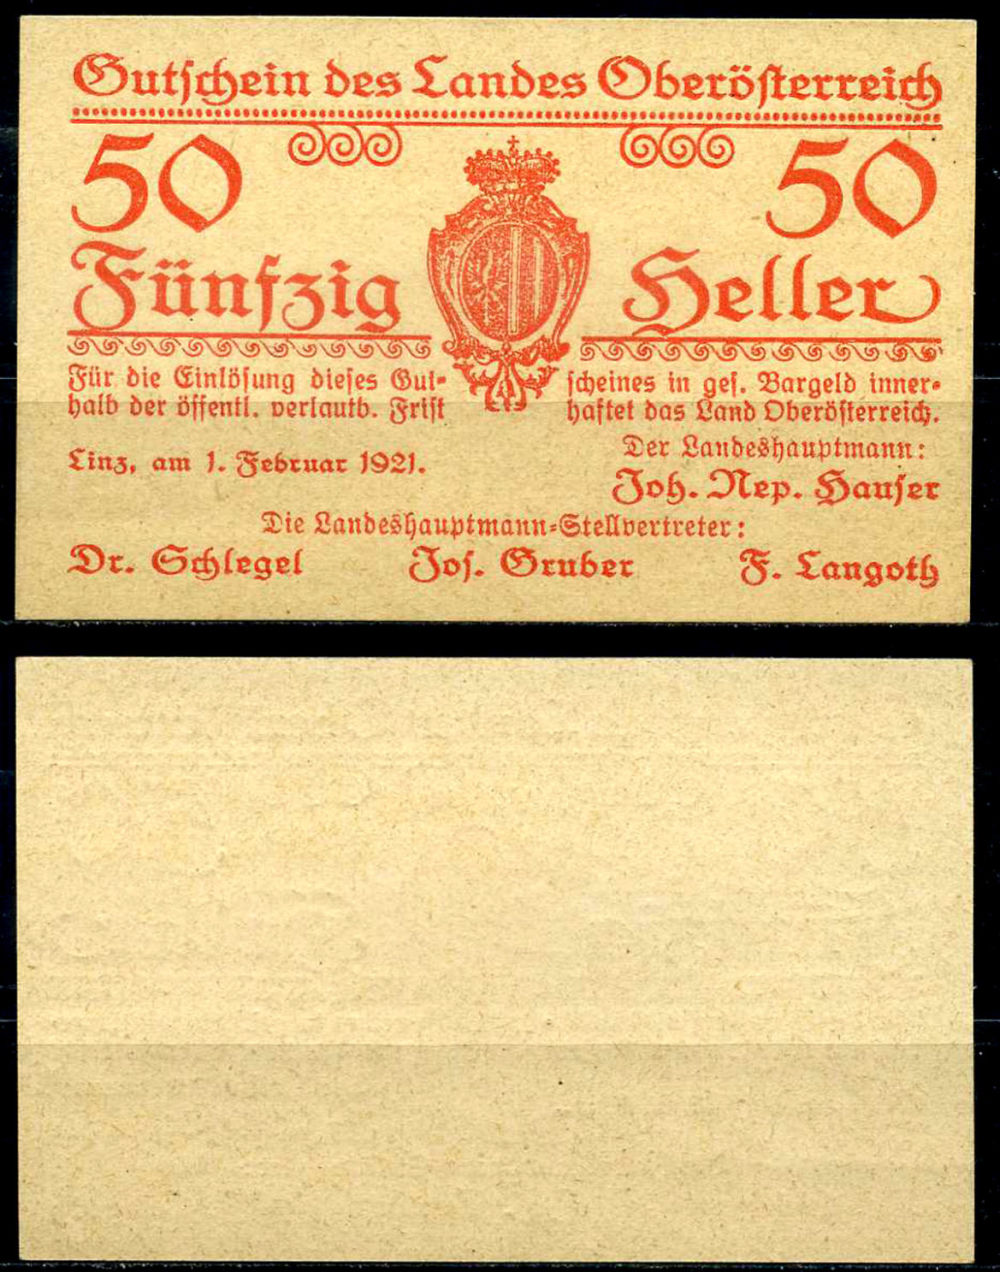 Gutschein des Landes Oberösterreich
50 50
Fünfzig Heller
Für die Einlösung dieses Gut- scheines in ges. Bargeld inner-
halb der öffentl. verlautb. Frist haftet das Land Oberösterreich.
Linz, am 1. Februar 1921.
Der Landeshauptmann:
Joh. Nep. Hauser
Die Landeshauptmann-Stellvertreter:
Dr. Schlegel Jos. Gruber F. Langoth